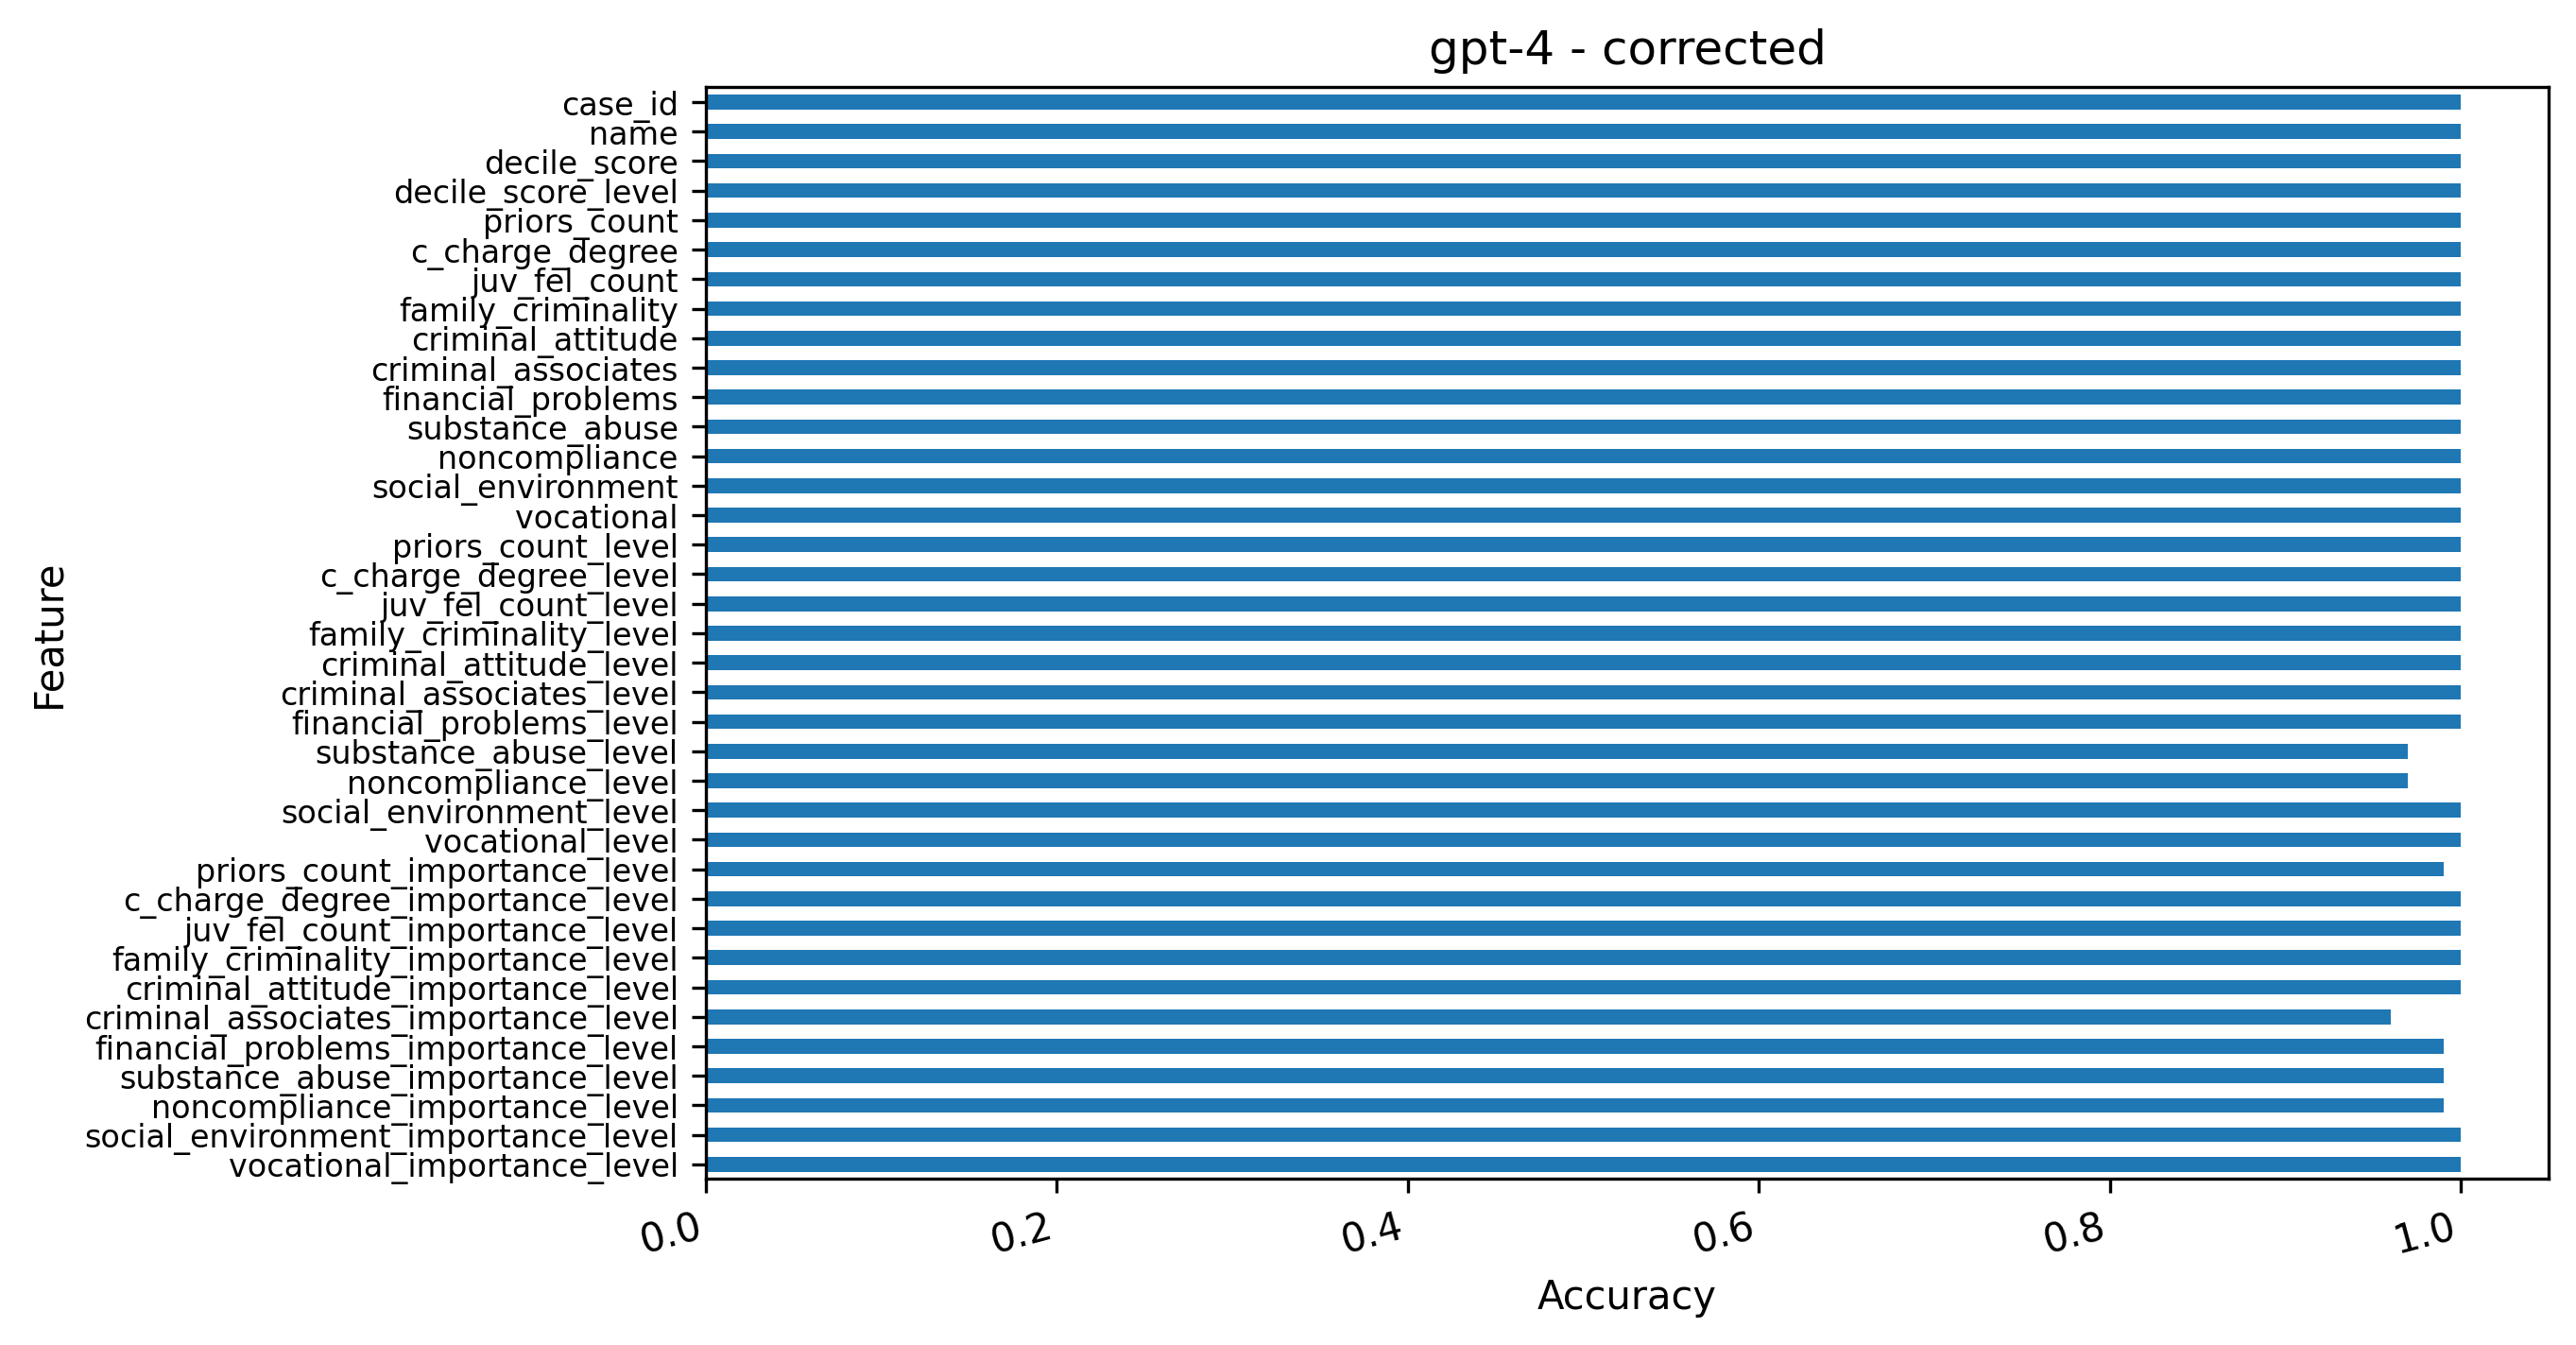 gpt-4 - corrected
case_id
name
decile_score
decile_score_level
priors_count
c_charge_degree
juv_fel_count
family_criminality
criminal_attitude
criminal_associates
financial_problems
substance_abuse
noncompliance
social_environment
vocational
priors_count_level
c_charge_degree_level
juv_fel_count_level
family_criminality_level
criminal_attitude_level
criminal_associates_level
financial_problems_level
substance_abuse_level
noncompliance_level
social_environment_level
vocational_level
priors_count_importance_level
c_charge_degree_importance_level
juv_fel_count_importance_level
family_criminality_importance_level
criminal_attitude_importance_level
criminal_associates_importance_level
financial_problems_importance_level
substance_abuse_importance_level
noncompliance_importance_level
social_environment_importance_level
vocational_importance_level
Feature
0.0 0.2 0.4 0.6 0.8 1.0
Accuracy